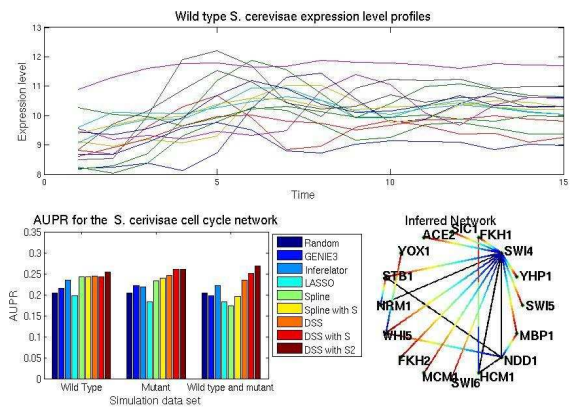 Wild type S. cerevisae expression level profiles
13
12
11
10
9
8
Expression level
0
5
10
15
Time
AUPR for the S. cerivisae cell cycle network
0.35
0.3
0.25
0.2
0.15
0.1
0.05
0
AUPR
Wild Type
Mutant
Wild type and mutant
Simulation data set
Random
GENIE3
Inferelator
LASSO
Spline
Spline with S
DSS
DSS with S
DSS with S2
Inferred Network
SIC1
ACE2
FKH1
YOX1
SWI4
STB1
YHP1
NRM1
SWI5
WHI5
MBP1
FKH2
NDD1
MCM1
HCM1
SWI6